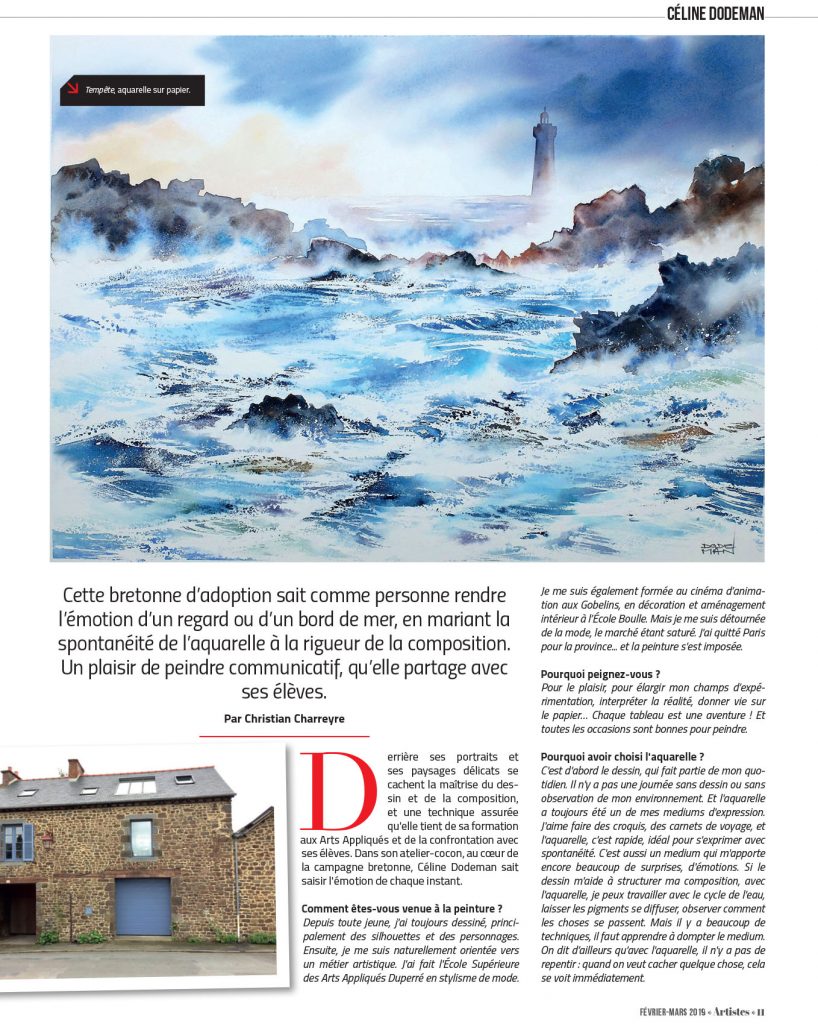 CÉLINE DODEMAN
Tempête, aquarelle sur papier.
DODE
MAN
Cette bretonne d'adoption sait comme personne rendre
l'émotion d'un regard ou d'un bord de mer, en mariant la
spontanéité de l'aquarelle à la rigueur de la composition.
Un plaisir de peindre communicatif, qu'elle partage avec
ses élèves.
Par Christian Charreyre
Derrière ses portraits et
ses paysages délicats se
cachent la maîtrise du des-
sin et de la composition,
et une technique assurée
qu'elle tient de sa formation
aux Arts Appliqués et de la confrontation avec
ses élèves. Dans son atelier-cocon, au cœur de
la campagne bretonne, Céline Dodeman sait
saisir l'émotion de chaque instant.
Comment êtes-vous venue à la peinture ?
Depuis toute jeune, j'ai toujours dessiné, princi-
palement des silhouettes et des personnages.
Ensuite, je me suis naturellement orientée vers
un métier artistique. J'ai fait l'École Supérieure
des Arts Appliqués Duperré en stylisme de mode.
Je me suis également formée au cinéma d'anima-
tion aux Gobelins, en décoration et aménagement
intérieur à l'École Boulle. Mais je me suis détournée
de la mode, le marché étant saturé. J'ai quitté Paris
pour la province... et la peinture s'est imposée.
Pourquoi peignez-vous ?
Pour le plaisir, pour élargir mon champs d'expé-
rimentation, interpréter la réalité, donner vie sur
le papier... Chaque tableau est une aventure ! Et
toutes les occasions sont bonnes pour peindre.
Pourquoi avoir choisi l'aquarelle ?
C'est d'abord le dessin, qui fait partie de mon quo-
tidien. Il n'y a pas une journée sans dessin ou sans
observation de mon environnement. Et l'aquarelle
a toujours été un de mes mediums d'expression.
J'aime faire des croquis, des carnets de voyage, et
l'aquarelle, c'est rapide, idéal pour s'exprimer avec
spontanéité. C'est aussi un medium qui m'apporte
encore beaucoup de surprises, d'émotions. Si le
dessin m'aide à structurer ma composition, avec
l'aquarelle, je peux travailler avec le cycle de l'eau,
laisser les pigments se diffuser, observer comment
les choses se passent. Mais il y a beaucoup de
techniques, il faut apprendre à dompter le medium.
On dit d'ailleurs qu'avec l'aquarelle, il n'y a pas de
repentir : quand on veut cacher quelque chose, cela
se voit immédiatement.
FÉVRIER-MARS 2019 • Artistes • 11